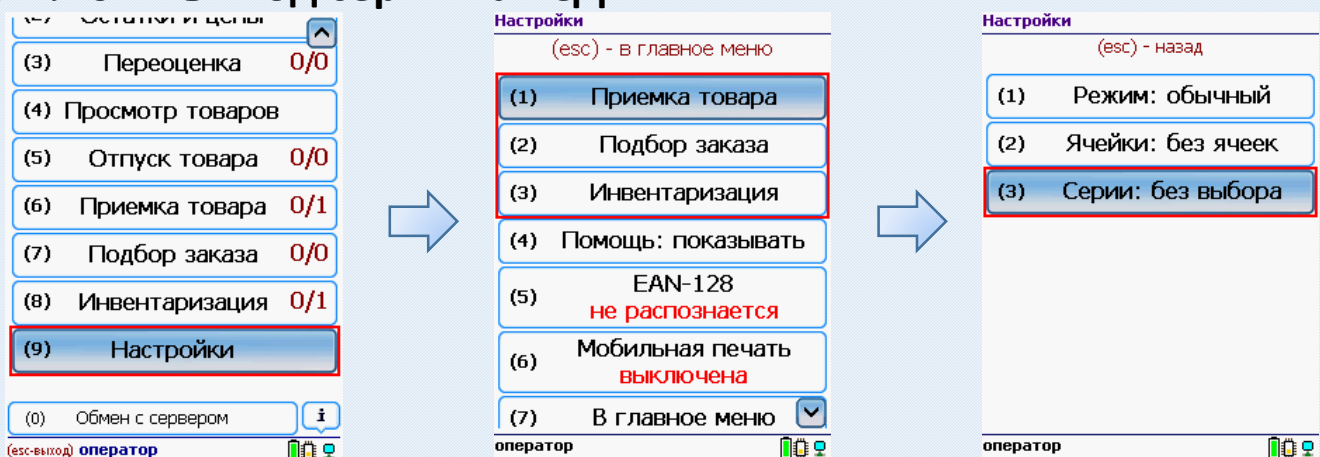 (2) Остатки и цены
(3) Переоценка 0/0
(4) Просмотр товаров
(5) Отпуск товара 0/0
(6) Приемка товара 0/1
(7) Подбор заказа 0/0
(8) Инвентаризация 0/1
(9) Настройки
(0) Обмен с сервером i
(esc-выход) оператор
Настройки
(esc) - в главное меню
(1) Приемка товара
(2) Подбор заказа
(3) Инвентаризация
(4) Помощь: показывать
(5) EAN-128
не распознается
(6) Мобильная печать
выключена
(7) В главное меню
оператор
Настройки
(esc) - назад
(1) Режим: обычный
(2) Ячейки: без ячеек
(3) Серии: без выбора
оператор